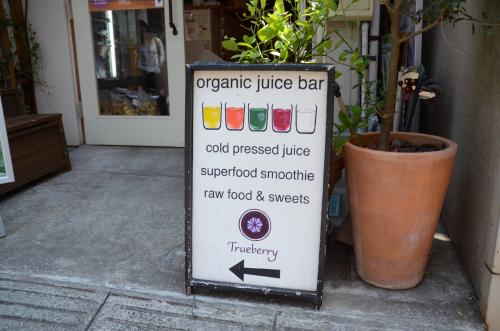 organic juice bar
cold pressed juice
superfood smoothie
raw food & sweets
Trueberry